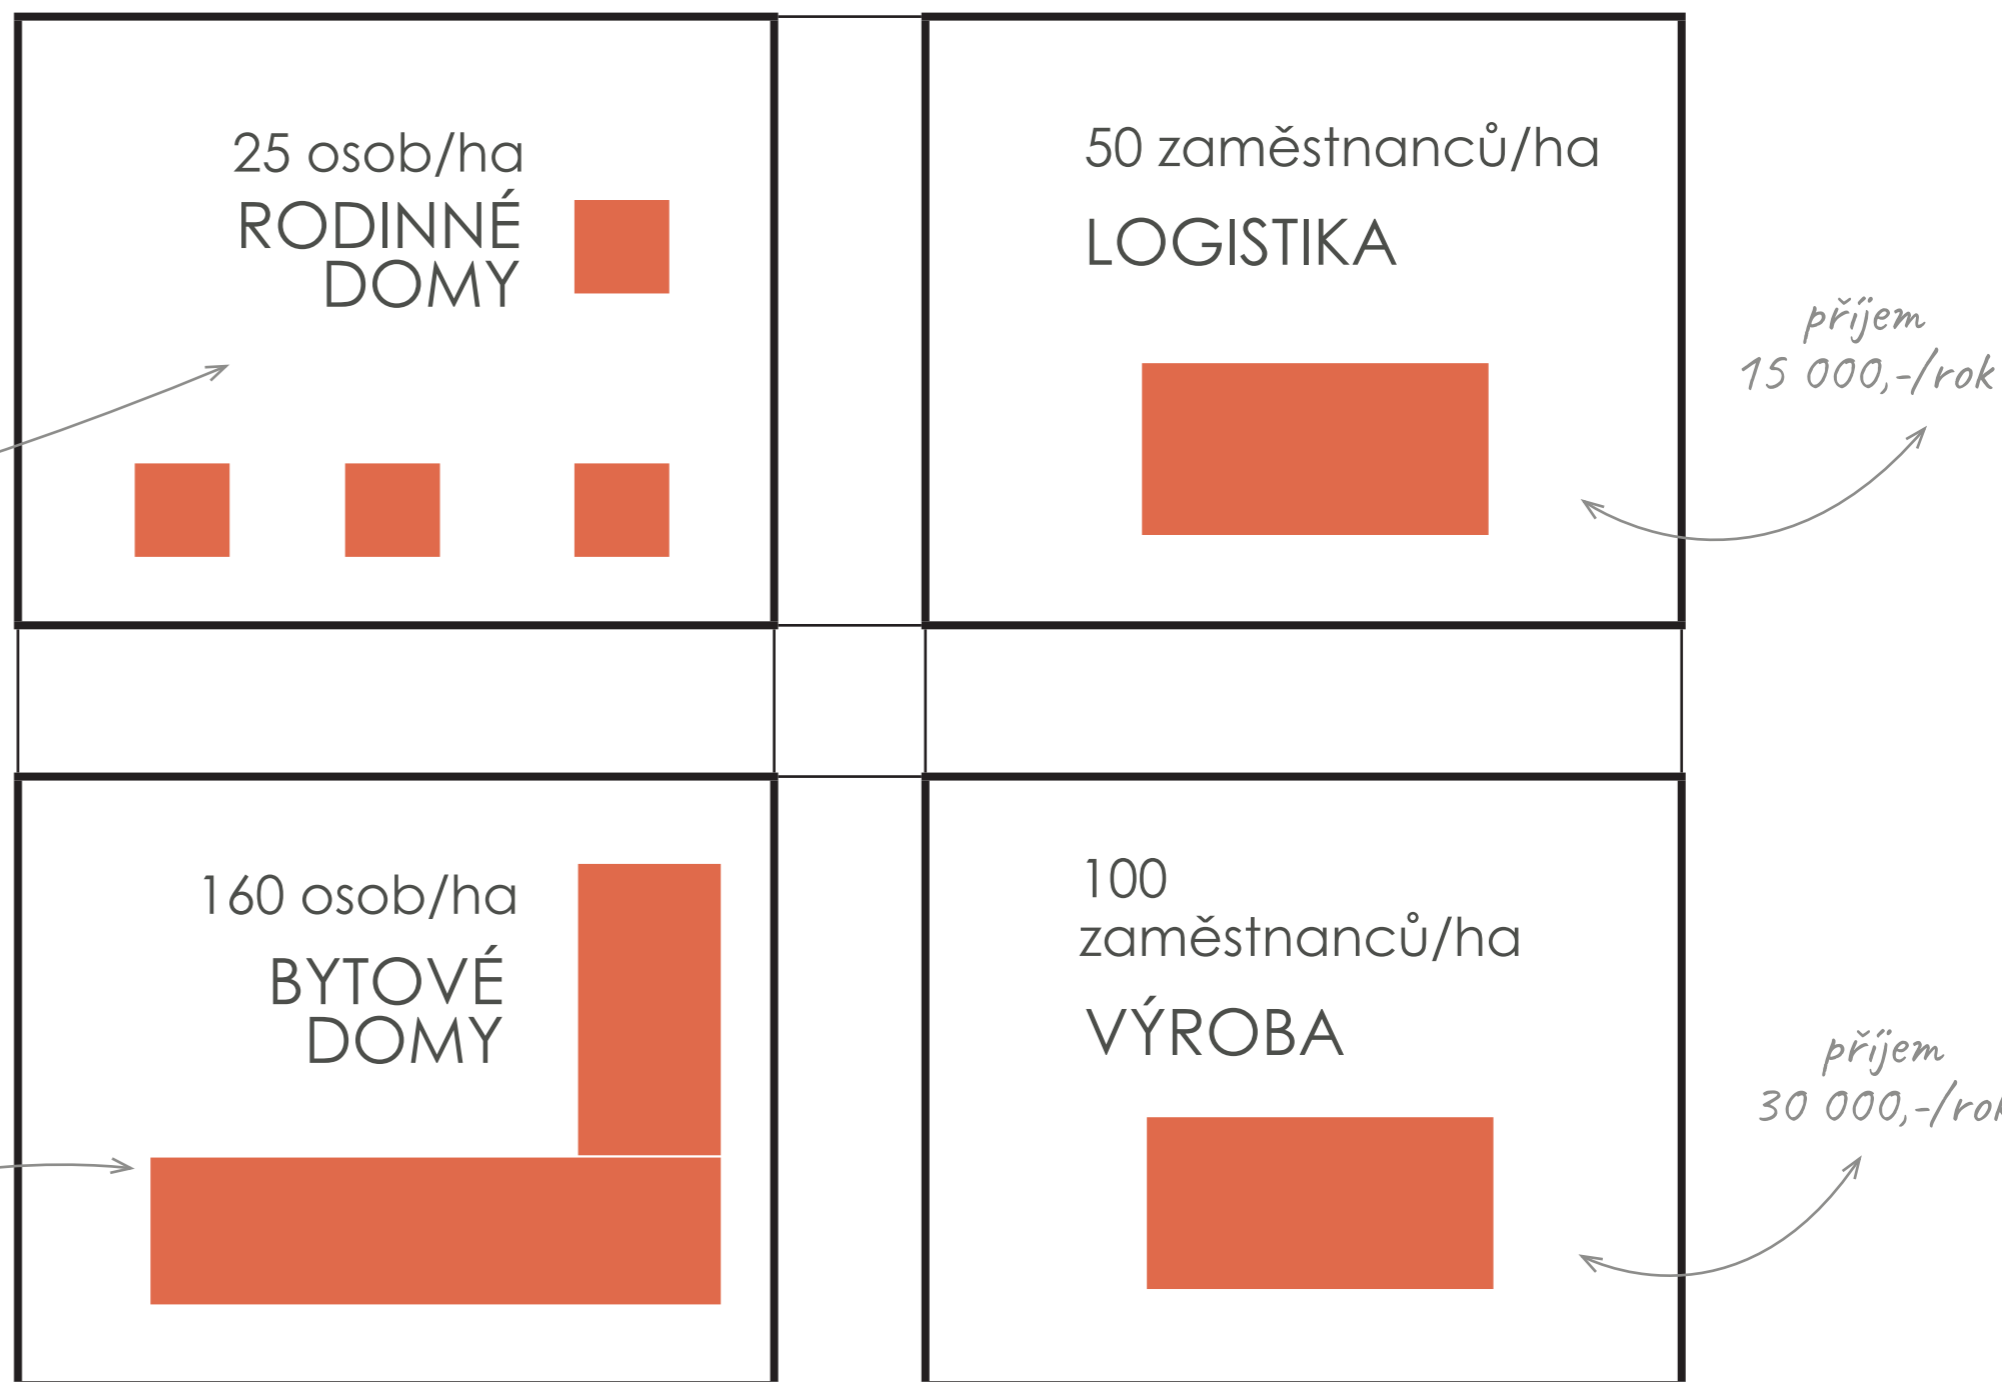 25 osob/ha
RODINNÉ
DOMY
50 zaměstnanců/ha
LOGISTIKA
příjem
15 000,-/rok
160 osob/ha
BYTOVÉ
DOMY
100
zaměstnanců/ha
VÝROBA
příjem
30 000,-/rok